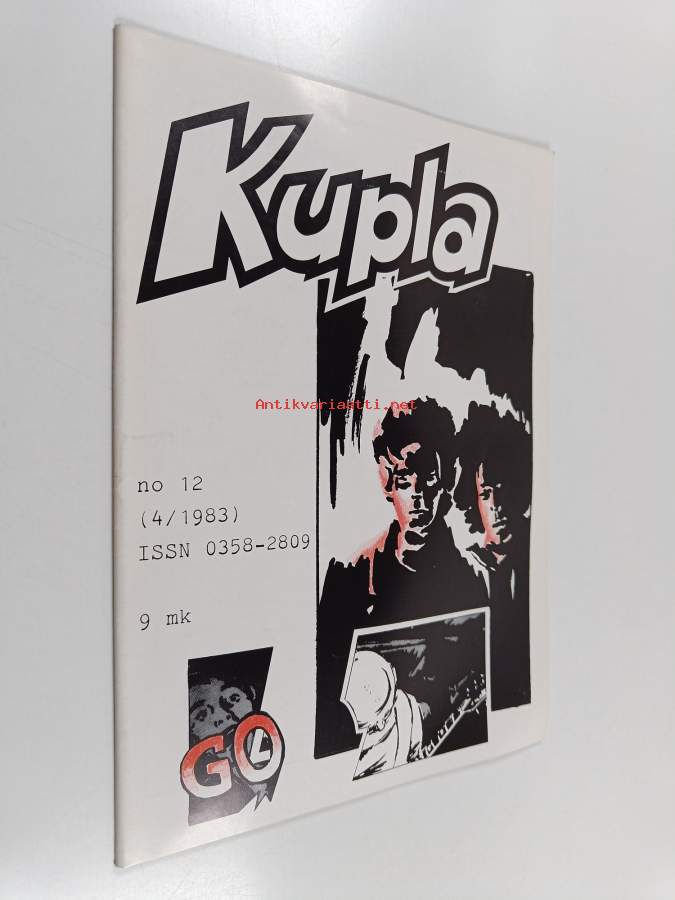 Kupla
Antikvariaatti.net
no 12
(4/1983)
ISSN 0358-2809
9 mk
GO